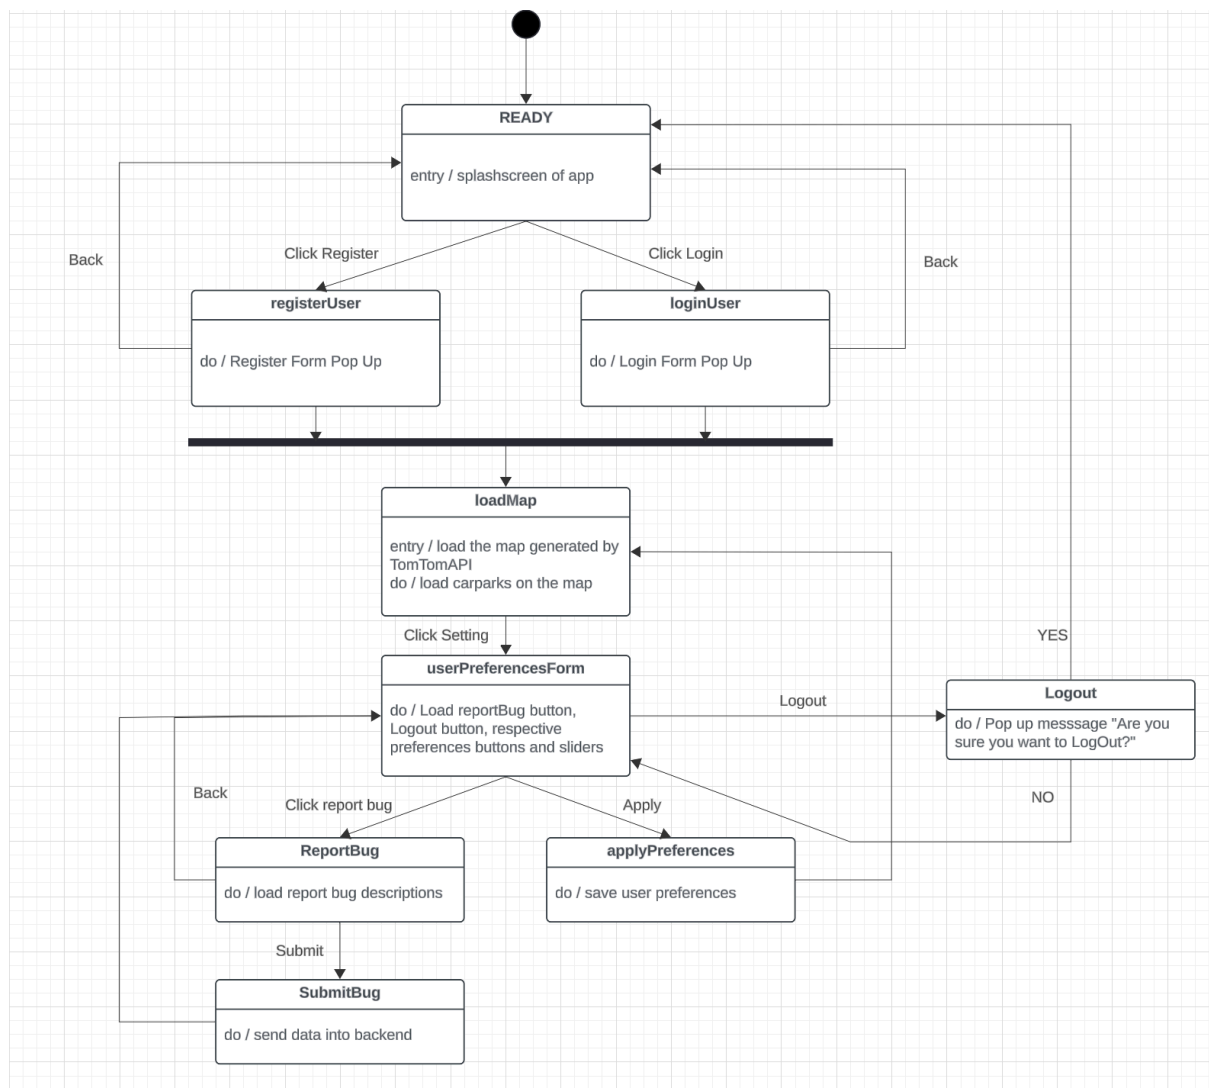 READY
entry / splashscreen of app
Click Register
Click Login
Back
Back
registerUser
do / Register Form Pop Up
loginUser
do / Login Form Pop Up
loadMap
entry / load the map generated by
TomTomAPI
do / load carparks on the map
Click Setting
YES
userPreferencesForm
do / Load reportBug button,
Logout button, respective
preferences buttons and sliders
Logout
Logout
do / Pop up messsage "Are you
sure you want to LogOut?"
Back
Click report bug
Apply
NO
ReportBug
do / load report bug descriptions
applyPreferences
do / save user preferences
Submit
SubmitBug
do / send data into backend